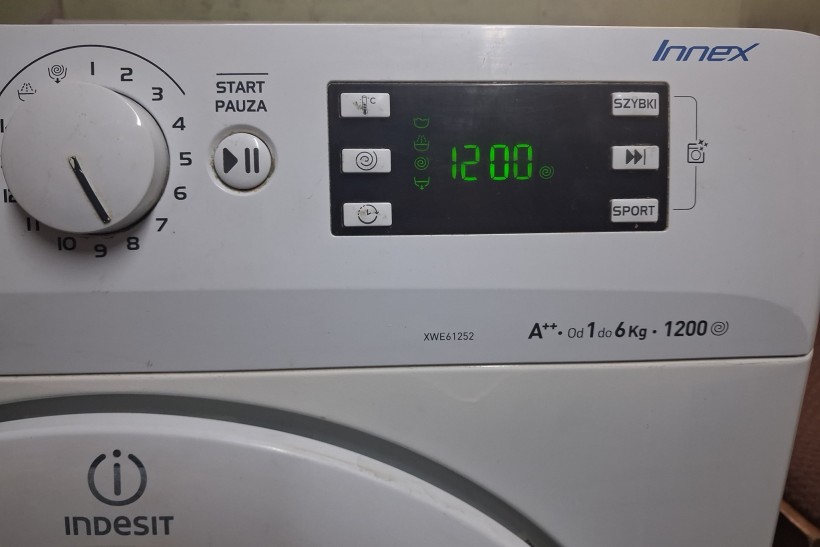 Innex
1
2
3
4
5
6
7
8
9
10
11
12
START
PAUZA
°C
SZYBKI
1200
SPORT
XWE61252
A++ • Od 1 do 6 Kg • 1200
indesit